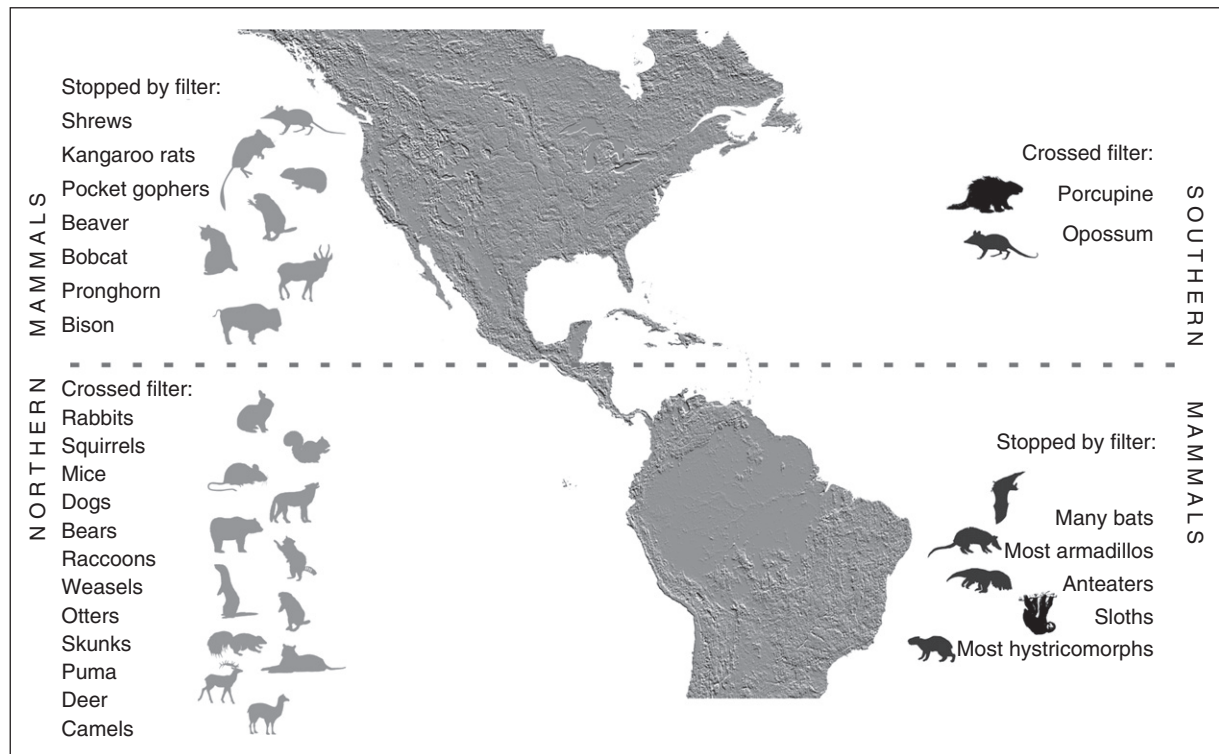 NORTHERN MAMMALS
Stopped by filter:
Shrews
Kangaroo rats
Pocket gophers
Beaver
Bobcat
Pronghorn
Bison
Crossed filter:
Rabbits
Squirrels
Mice
Dogs
Bears
Raccoons
Weasels
Otters
Skunks
Puma
Deer
Camels
SOUTHERN MAMMALS
Crossed filter:
Porcupine
Opossum
Stopped by filter:
Many bats
Most armadillos
Anteaters
Sloths
Most hystricomorphs